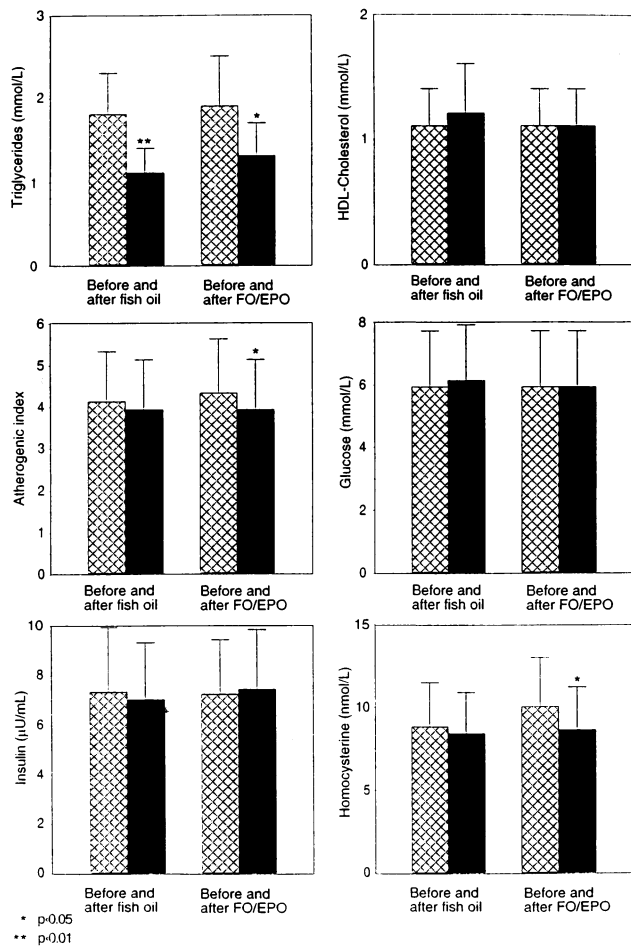 Triglycerides (mmol/L)
3
2
1
0
**
*
Before and
after fish oil
Before and
after FO/EPO
HDL-Cholesterol (mmol/L)
2
1
0
Before and
after fish oil
Before and
after FO/EPO
Atherogenic index
6
5
4
3
2
1
0
*
Before and
after fish oil
Before and
after FO/EPO
Glucose (mmol/L)
8
6
4
2
0
Before and
after fish oil
Before and
after FO/EPO
Insulin (µU/mL)
10
8
6
4
2
0
Before and
after fish oil
Before and
after FO/EPO
Homocysterine (nmol/L)
15
10
5
0
*
Before and
after fish oil
Before and
after FO/EPO
* p<0.05
** p<0.01